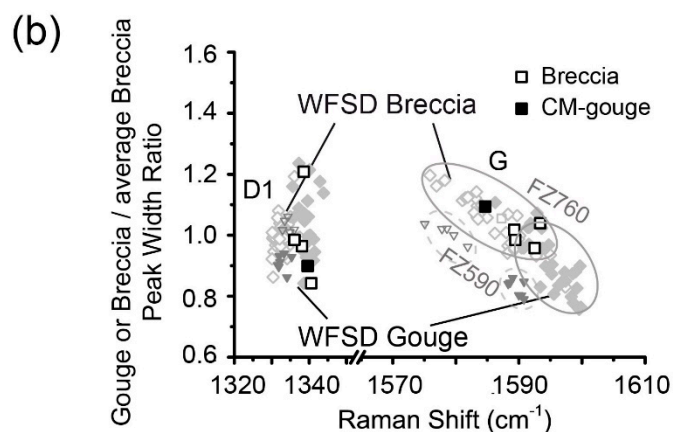 (b)
Gouge or Breccia / average Breccia
Peak Width Ratio
1.6
1.4
1.2
1.0
0.8
0.6
WFSD Breccia
Breccia
CM-gouge
D1
G
FZ760
FZ590
WFSD Gouge
1320
1340
1570
1590
1610
Raman Shift (cm⁻¹)